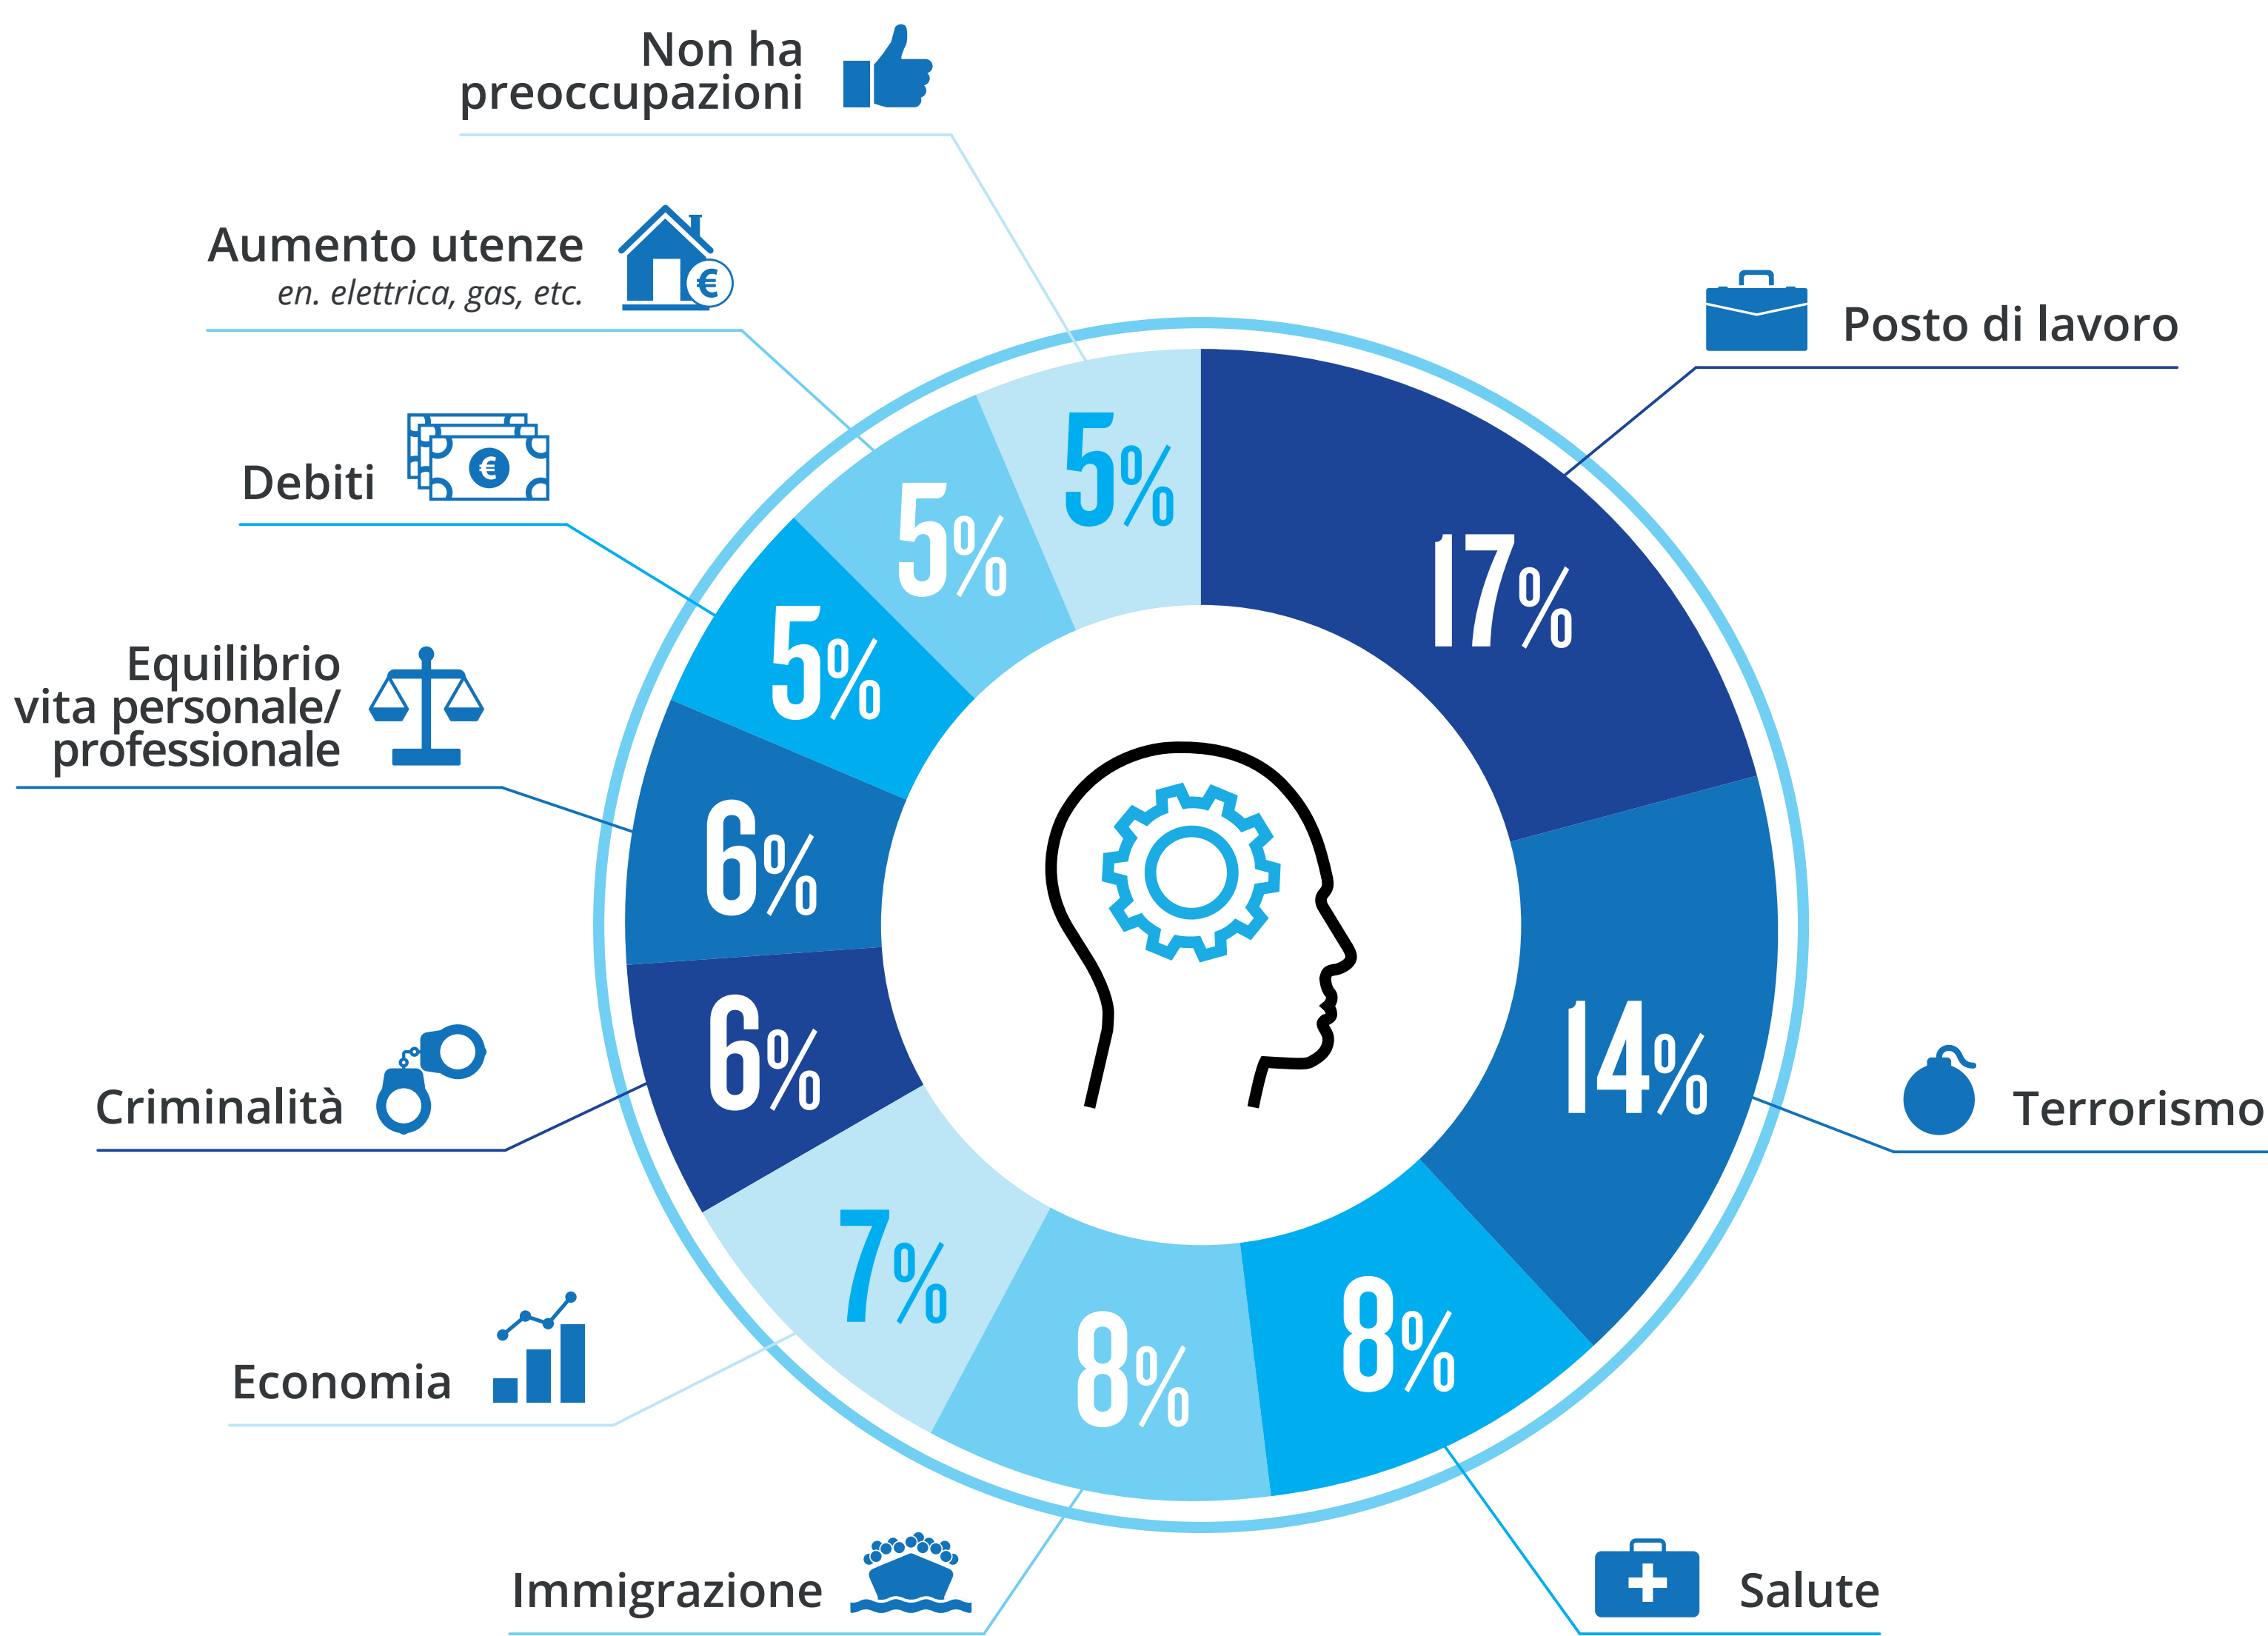 Non ha
preoccupazioni
Aumento utenze
en. elettrica, gas, etc.
€
Posto di lavoro
Debiti
€
5%
5%
17%
5%
Equilibrio
vita personale/
professionale
6%
6%
14%
Criminalità
Terrorismo
7%
8%
8%
Economia
Immigrazione
Salute